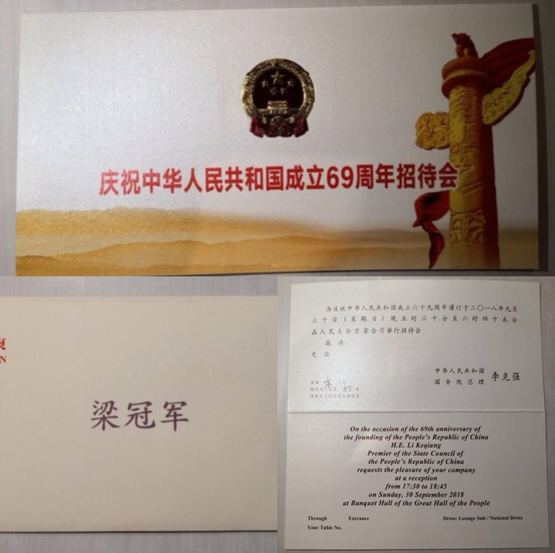 庆祝中华人民共和国成立69周年招待会
梁冠军
为庆祝中华人民共和国成立六十九周年谨订于二〇一八年九月
三十日(星期日)晚五时三十分至六时四十五分
在人民大会堂宴会厅举行招待会
敬请
光临
中华人民共和国
国务院总理 李克强
On the occasion of the 69th anniversary of
the founding of the People's Republic of China
H.E. Li Keqiang
Premier of the State Council of
the People's Republic of China
requests the pleasure of your company
at a reception
from 17:30 to 18:45
on Sunday, 30 September 2018
at Banquet Hall of the Great Hall of the People
Through Entrance Dress: Lounge Suit / National Dress
Your Table No.